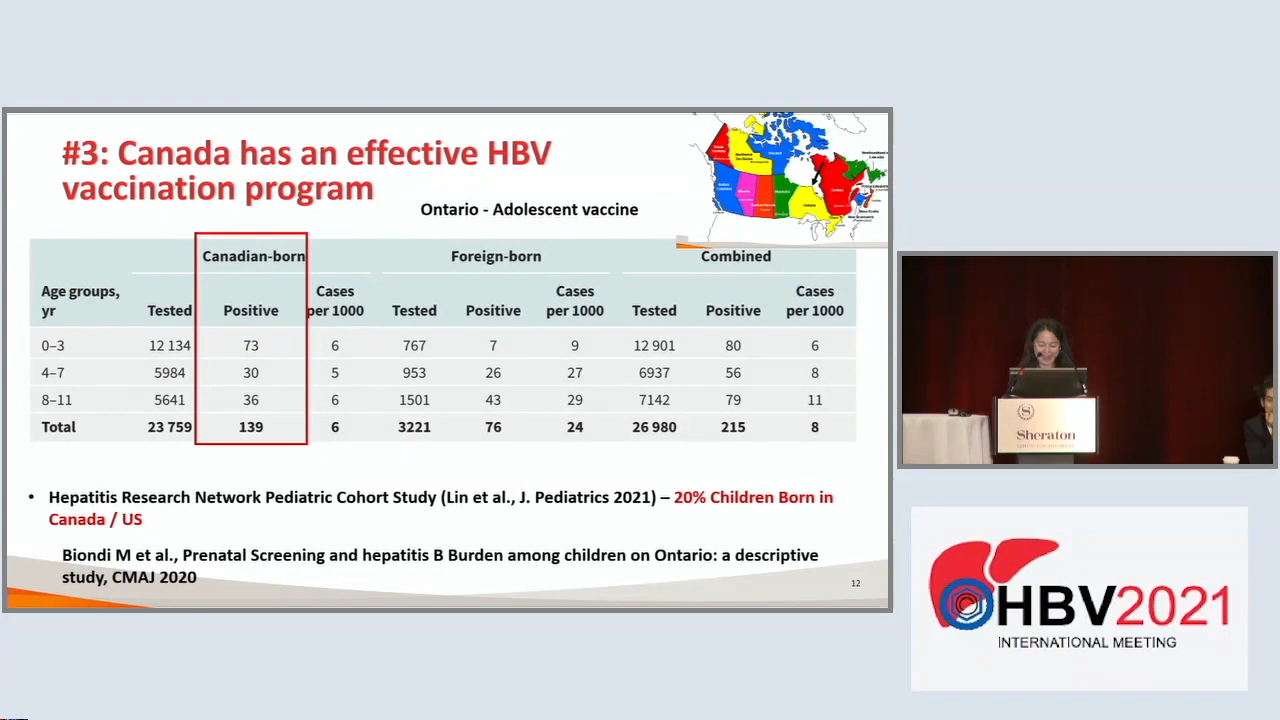 #3: Canada has an effective HBV
vaccination program
Ontario - Adolescent vaccine
Canadian-born Foreign-born Combined
Age groups, yr Tested Positive Cases per 1000 Tested Positive Cases per 1000 Tested Positive Cases per 1000
0–3 12 134 73 6 767 7 9 12 901 80 6
4–7 5984 30 5 953 26 27 6937 56 8
8–11 5641 36 6 1501 43 29 7142 79 11
Total 23 759 139 6 3221 76 24 26 980 215 8
• Hepatitis Research Network Pediatric Cohort Study (Lin et al., J. Pediatrics 2021) – 20% Children Born in
Canada / US
Biondi M et al., Prenatal Screening and hepatitis B Burden among children on Ontario: a descriptive
study, CMAJ 2020
12
Sheraton
HBV2021
INTERNATIONAL MEETING